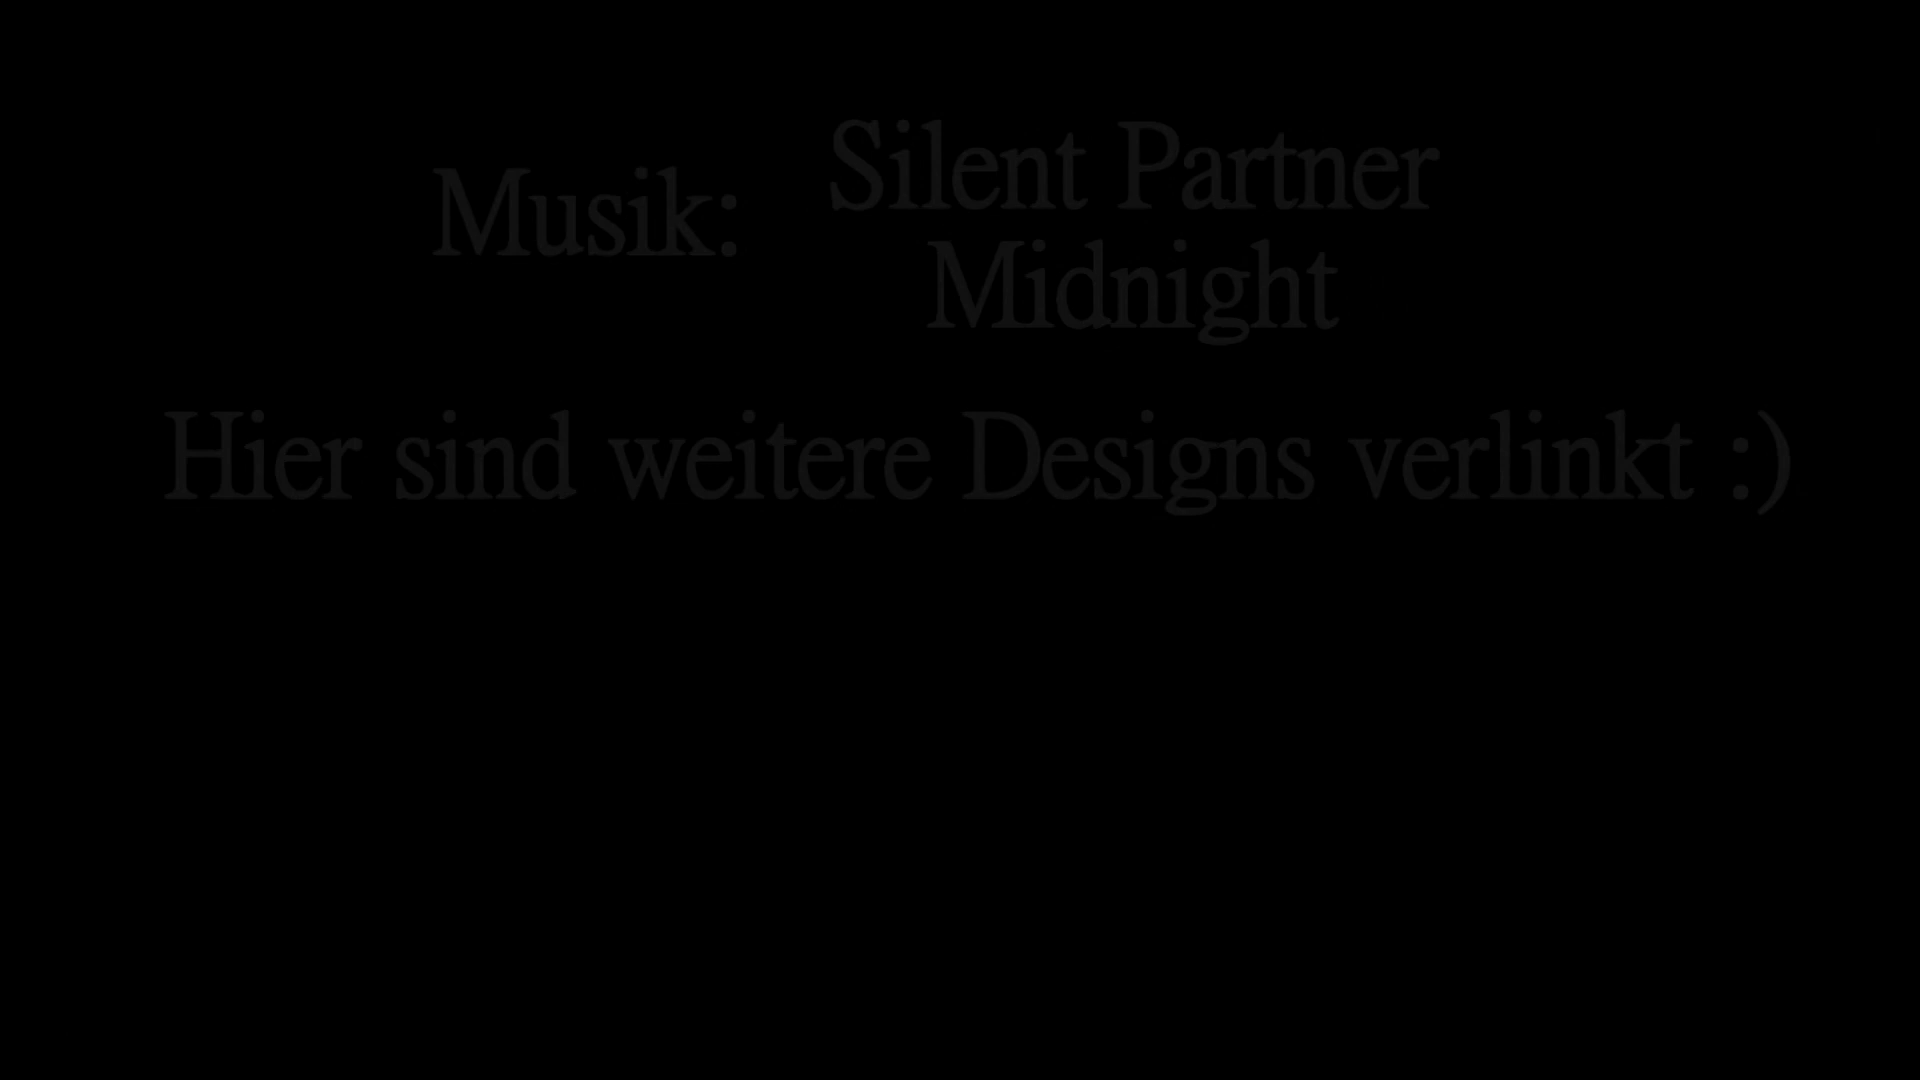 Musik:
Silent Partner
Midnight
Hier sind weitere Designs verlinkt :)